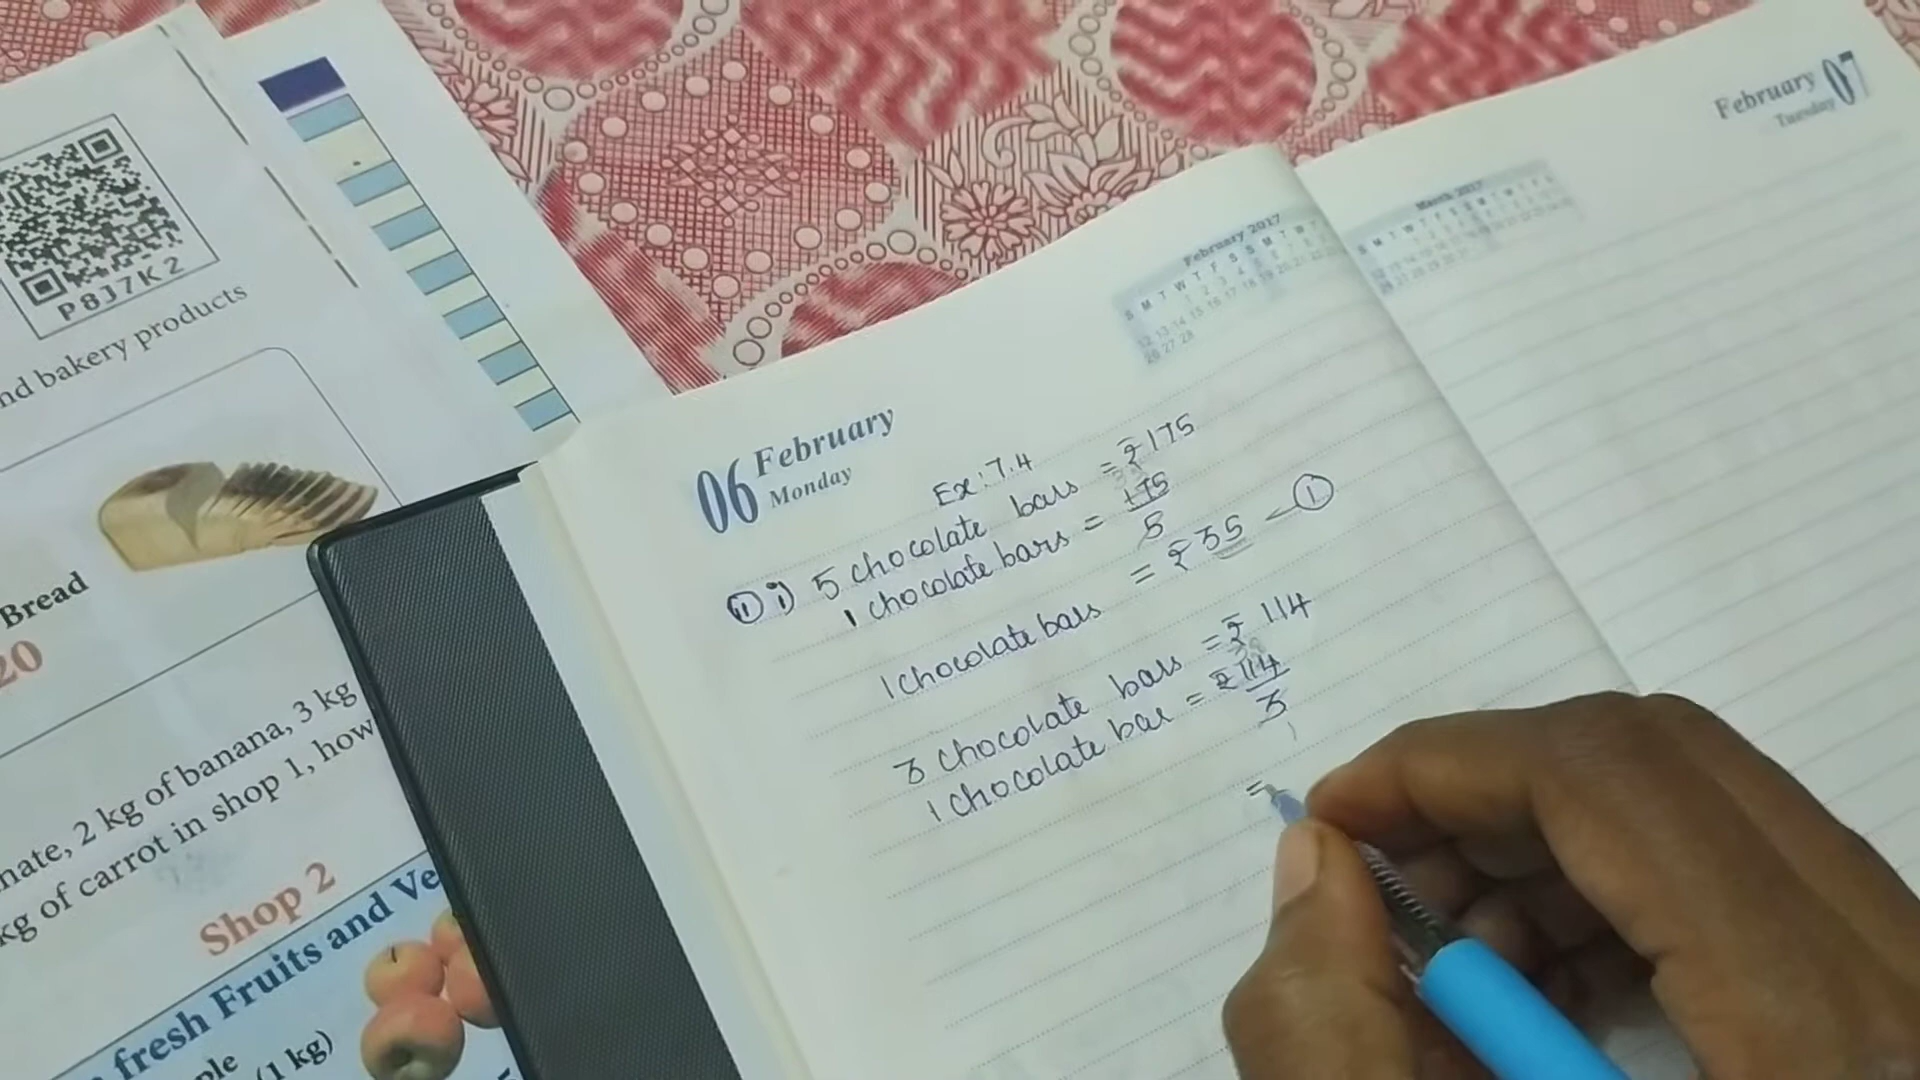 P8J7K2
nd bakery products
Bread
20
nate, 2 kg of banana, 3 kg
kg of carrot in shop 1, how
Shop 2
fresh Fruits and Ve
ple
(1 kg)
06 February
Monday
February 2017
S M T W T F S S M T W T
Ex: 7.4
i) 5 chocolate bars = ₹175
1 chocolate bars = 175
5
1 chocolate bars = ₹35 - 1
3 chocolate bars = ₹ 114
1 chocolate bar = ₹ 114
3
=
February 07
Tuesday
March 2017
S M T W T F S